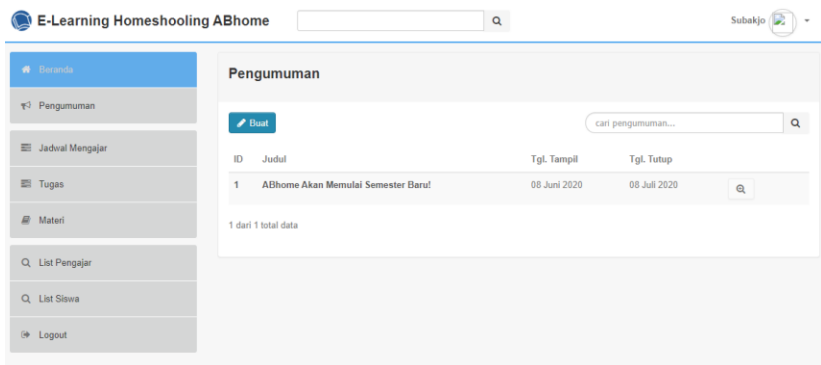 E-Learning Homeshooling ABhome
Subakjo
Beranda
Pengumuman
Jadwal Mengajar
Tugas
Materi
List Pengajar
List Siswa
Logout
Pengumuman
Buat
cari pengumuman...
ID Judul Tgl. Tampil Tgl. Tutup
1 ABhome Akan Memulai Semester Baru! 08 Juni 2020 08 Juli 2020
1 dari 1 total data